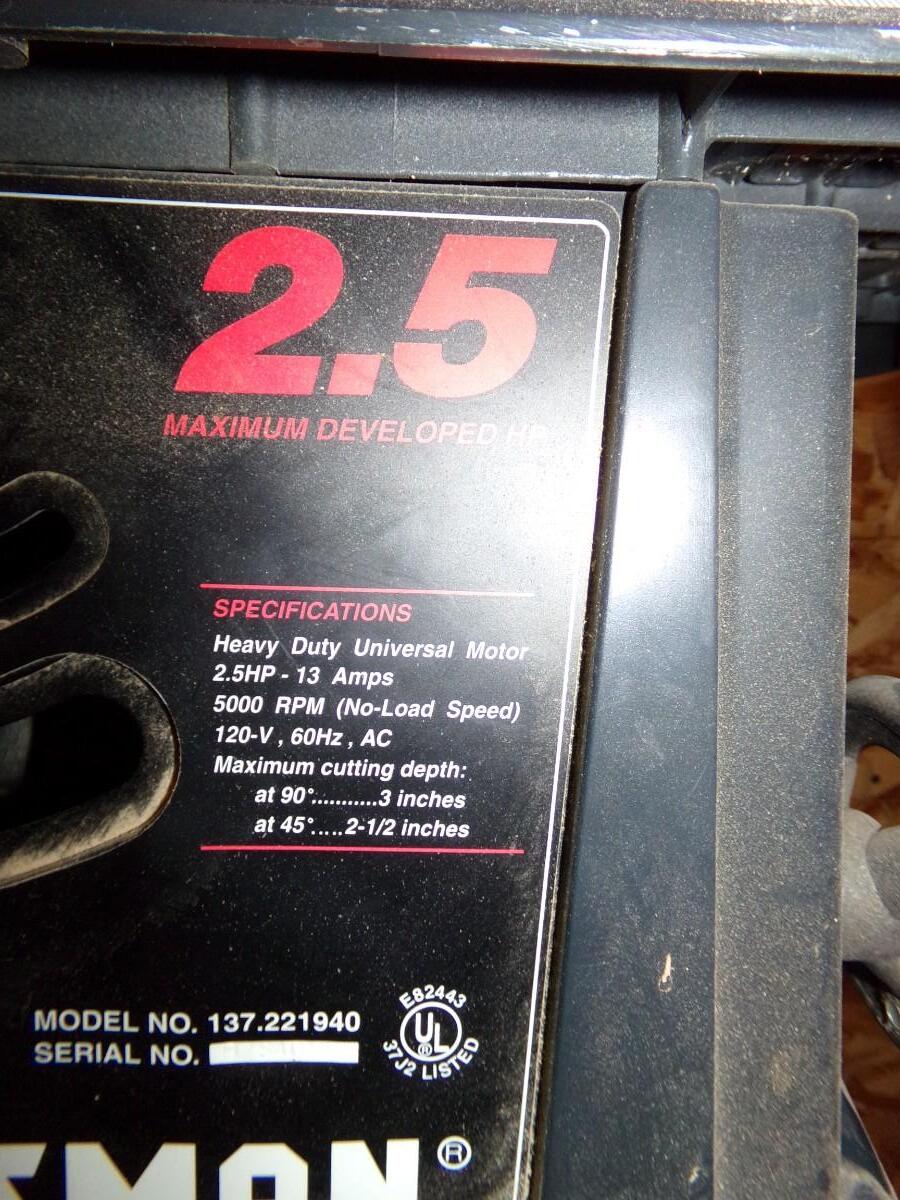 2.5
MAXIMUM DEVELOPED HP
SPECIFICATIONS
Heavy Duty Universal Motor
2.5HP - 13 Amps
5000 RPM (No-Load Speed)
120-V , 60Hz , AC
Maximum cutting depth:
at 90°...........3 inches
at 45°.....2-1/2 inches
MODEL NO. 137.221940
SERIAL NO.
E82443
UL
®
37J2 LISTED
TMAN®